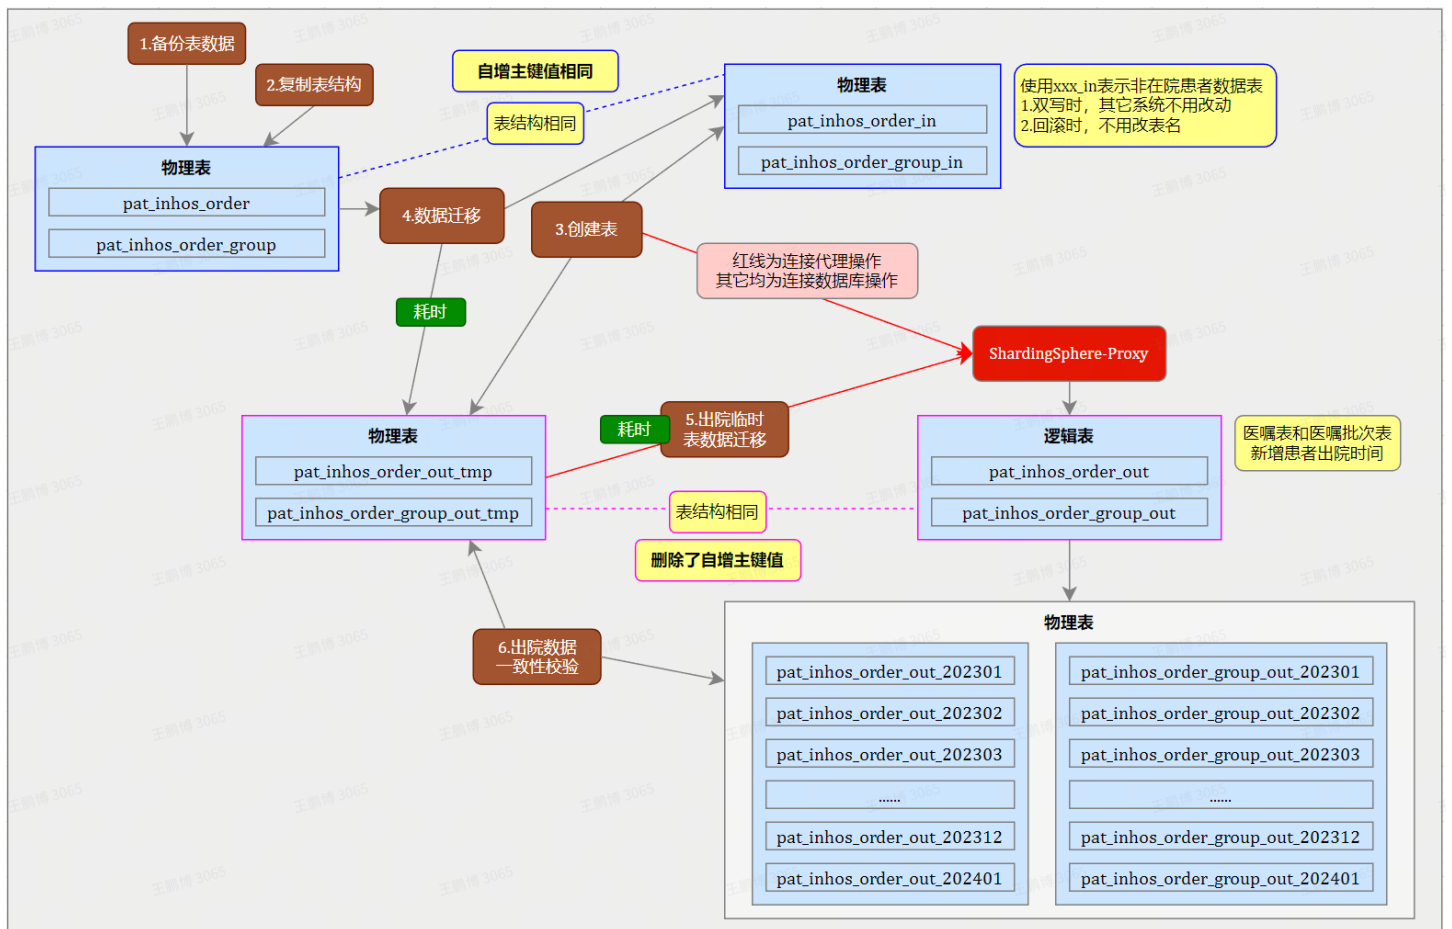 1.备份表数据
2.复制表结构
物理表
pat_inhos_order
pat_inhos_order_group
自增主键值相同
表结构相同
物理表
pat_inhos_order_in
pat_inhos_order_group_in
使用xxx_in表示非在院患者数据表
1.双写时，其它系统不用改动
2.回滚时，不用改表名
4.数据迁移
3.创建表
红线为连接代理操作
其它均为连接数据库操作
耗时
ShardingSphere-Proxy
物理表
pat_inhos_order_out_tmp
pat_inhos_order_group_out_tmp
耗时
5.出院临时
表数据迁移
逻辑表
pat_inhos_order_out
pat_inhos_order_group_out
医嘱表和医嘱批次表
新增患者出院时间
表结构相同
删除了自增主键值
6.出院数据
一致性校验
物理表
pat_inhos_order_out_202301
pat_inhos_order_out_202302
pat_inhos_order_out_202303
......
pat_inhos_order_out_202312
pat_inhos_order_out_202401
pat_inhos_order_group_out_202301
pat_inhos_order_group_out_202302
pat_inhos_order_group_out_202303
......
pat_inhos_order_group_out_202312
pat_inhos_order_group_out_202401
王鹏博 3065